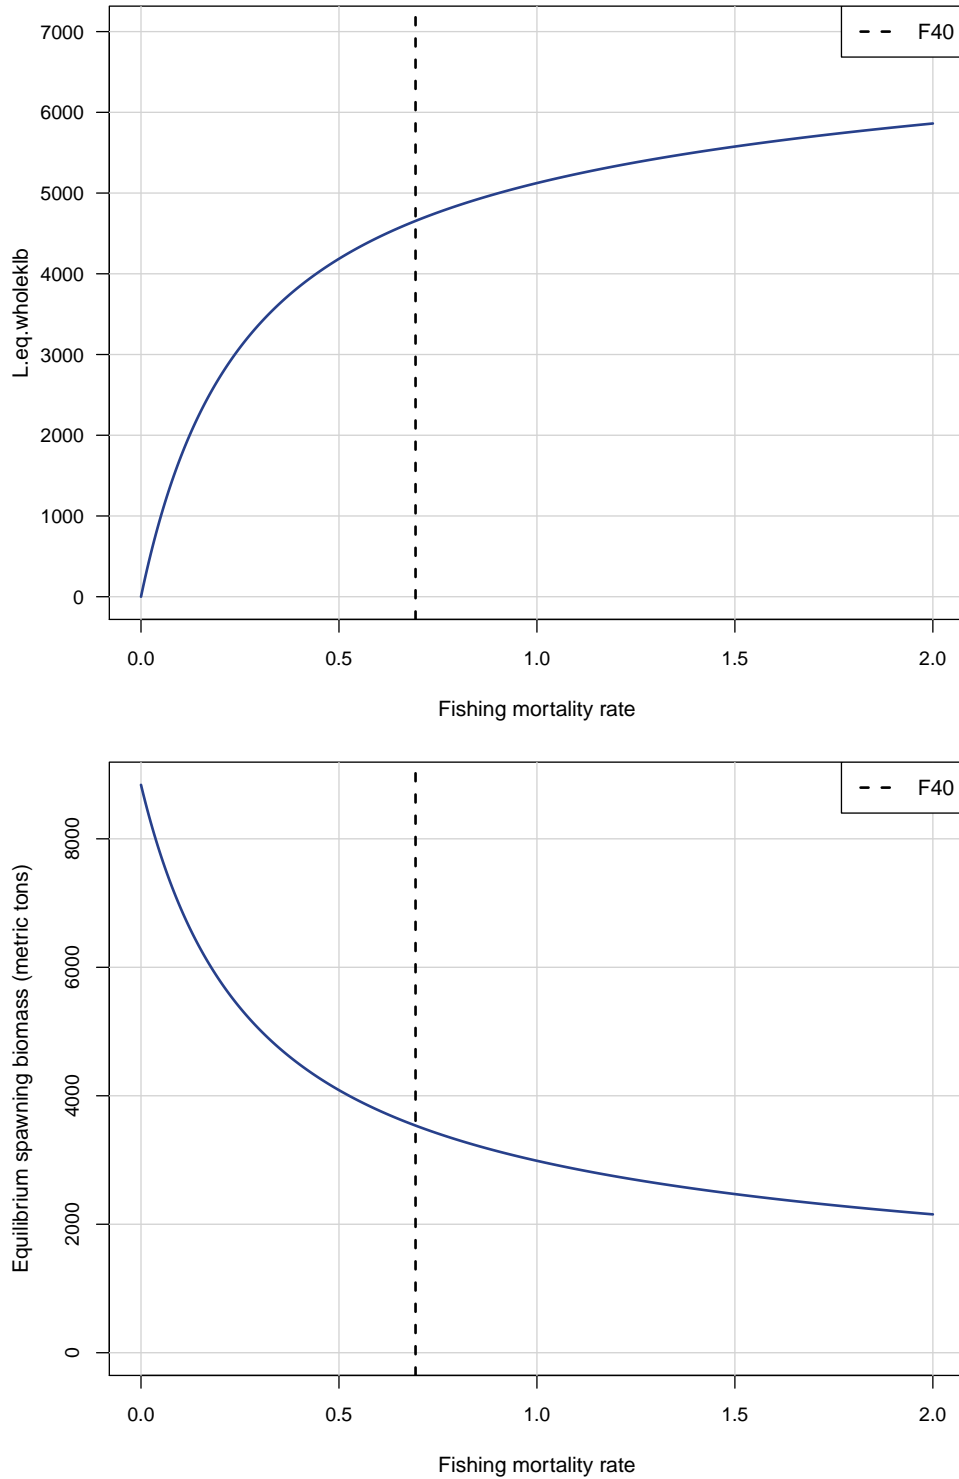 F40
7000
6000
5000
4000
3000
2000
1000
0
L.eq.wholeklb
0.0 0.5 1.0 1.5 2.0
Fishing mortality rate
F40
8000
6000
4000
2000
0
Equilibrium spawning biomass (metric tons)
0.0 0.5 1.0 1.5 2.0
Fishing mortality rate